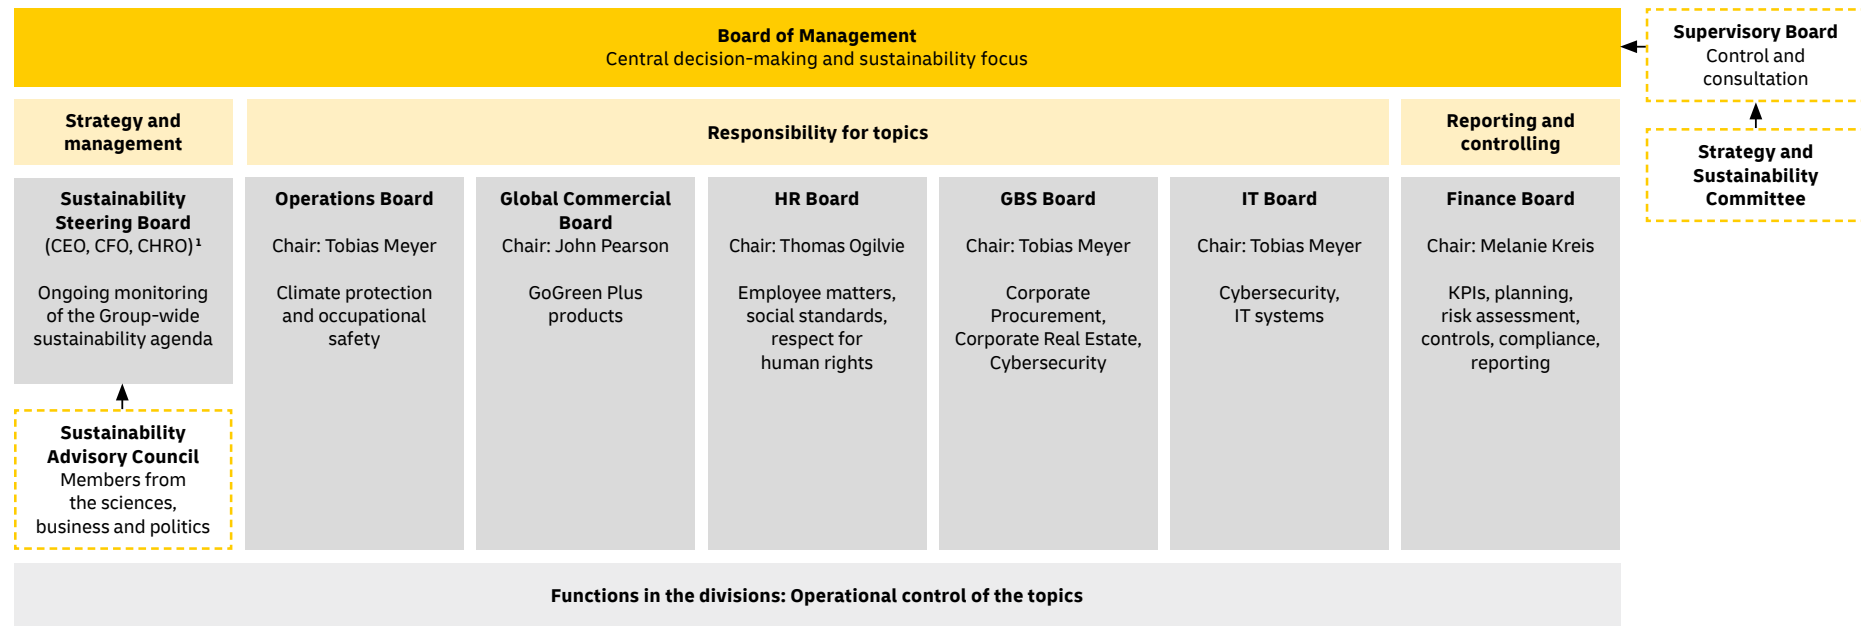 Board of Management
Central decision-making and sustainability focus
Supervisory Board
Control and
consultation
Strategy and
management
Responsibility for topics
Reporting and
controlling
Strategy and
Sustainability
Committee
Sustainability
Steering Board
(CEO, CFO, CHRO)¹
Ongoing monitoring
of the Group-wide
sustainability agenda
Operations Board
Chair: Tobias Meyer
Climate protection
and occupational
safety
Global Commercial
Board
Chair: John Pearson
GoGreen Plus
products
HR Board
Chair: Thomas Ogilvie
Employee matters,
social standards,
respect for
human rights
GBS Board
Chair: Tobias Meyer
Corporate
Procurement,
Corporate Real Estate,
Cybersecurity
IT Board
Chair: Tobias Meyer
Cybersecurity,
IT systems
Finance Board
Chair: Melanie Kreis
KPIs, planning,
risk assessment,
controls, compliance,
reporting
Sustainability
Advisory Council
Members from
the sciences,
business and politics
Functions in the divisions: Operational control of the topics